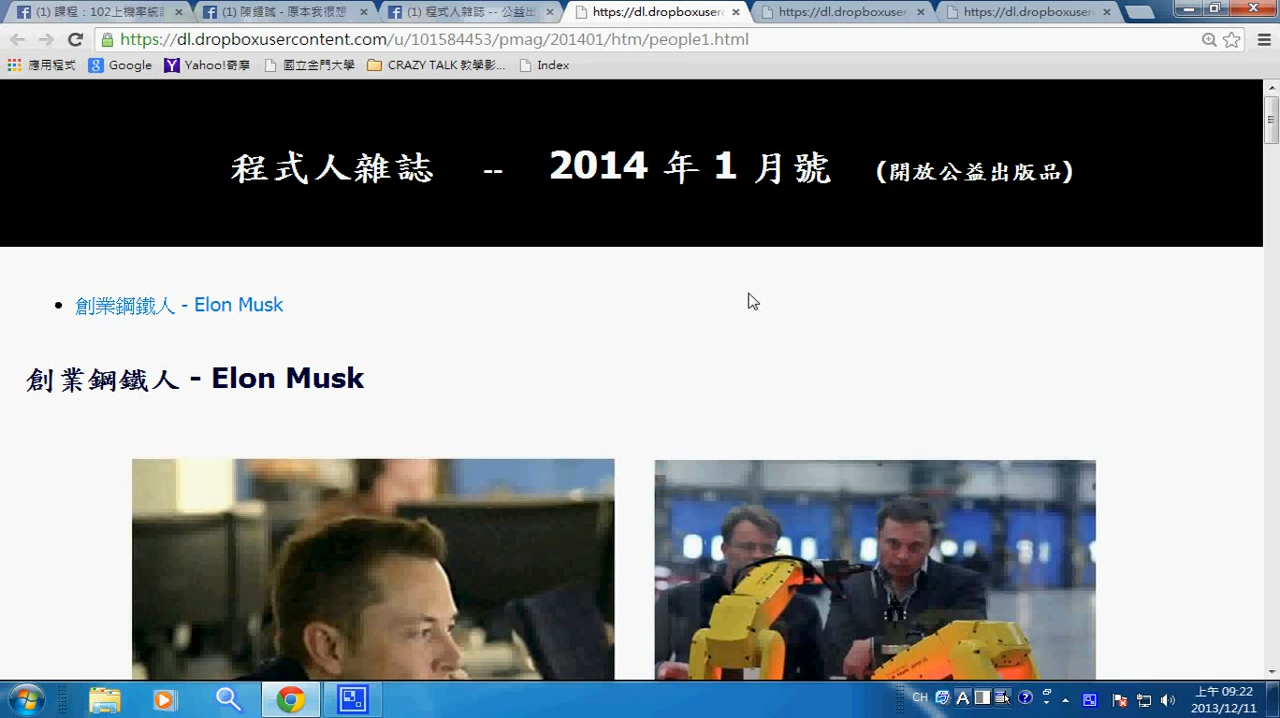 (1) 課程：102上機率統計
(1) 陳鍾誠 - 原本我很想
(1) 程式人雜誌 -- 公益出
https://dl.dropboxuser
https://dl.dropboxusercon
https://dl.dropboxusercon
https://dl.dropboxusercontent.com/u/101584453/pmag/201401/htm/people1.html
應用程式 Google Yahoo!奇摩 國立金門大學 CRAZY TALK 教學影... Index
程式人雜誌 -- 2014 年 1 月號 (開放公益出版品)
創業鋼鐵人 - Elon Musk
創業鋼鐵人 - Elon Musk
CH
上午 09:22
2013/12/11